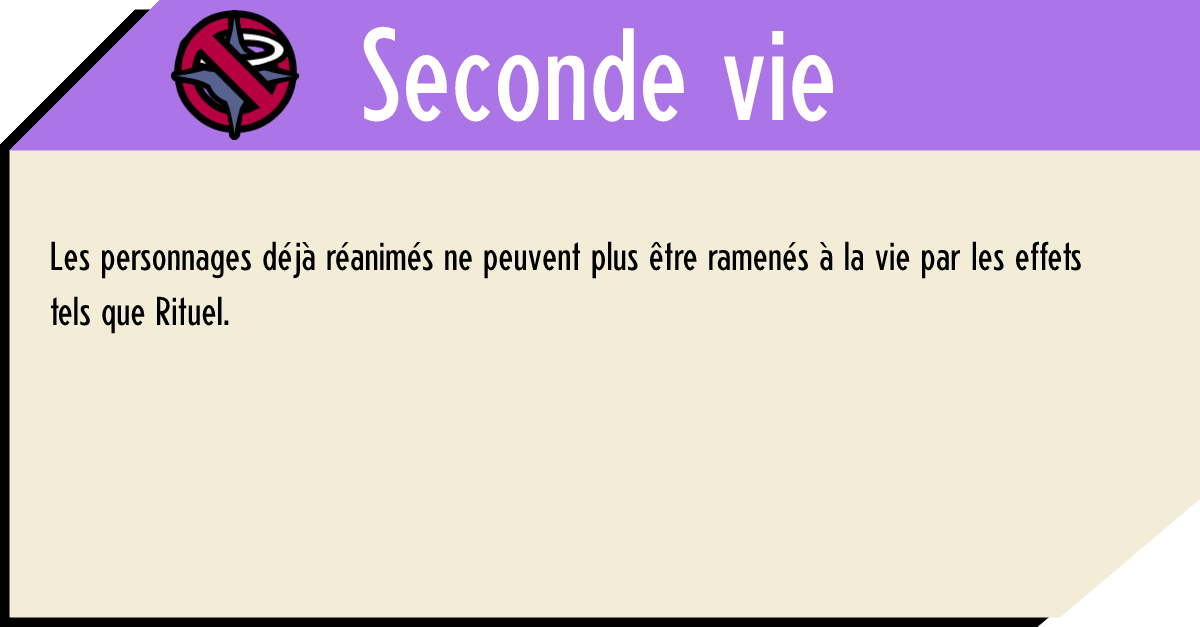 Seconde vie
Les personnages déjà réanimés ne peuvent plus être ramenés à la vie par les effets
tels que Rituel.